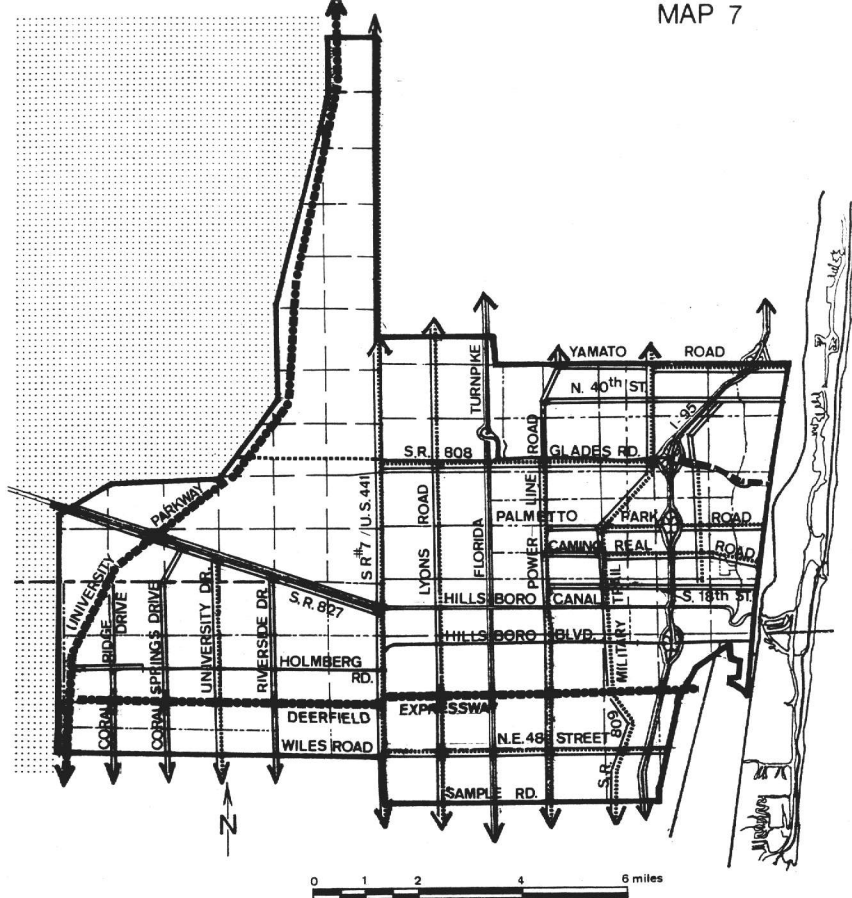 MAP 7
YAMATO ROAD
N. 40th ST.
TURNPIKE
I-95
ROAD
S.R. 808
GLADES RD.
LINE
PARKWAY
S.R.#7/U.S.441
ROAD
PALMETTO PARK ROAD
FLORIDA
CAMINO REAL ROAD
LYONS
POWER
TRAIL
UNIVERSITY
S.R. 827
HILLSBORO CANAL
S. 18th ST.
RIDGE DRIVE
SPRINGS DRIVE
UNIVERSITY DR.
RIVERSIDE DR.
HILLSBORO BLVD.
MILITARY
HOLMBERG RD.
CORAL
CORAL
DEERFIELD EXPRESSWAY
N.E. 48 STREET
S.R. 809
WILES ROAD
SAMPLE RD.
N
0 1 2 4 6 miles